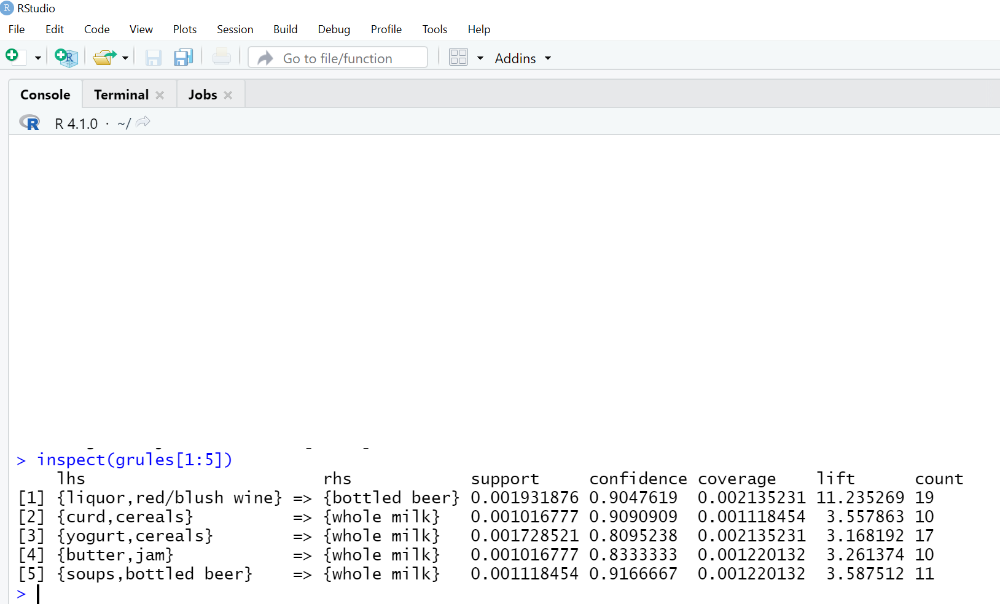 RStudio
File Edit Code View Plots Session Build Debug Profile Tools Help
Go to file/function Addins
Console Terminal Jobs
R 4.1.0 · ~/
> inspect(grules[1:5])
    lhs                           rhs            support     confidence coverage    lift      count
[1] {liquor,red/blush wine} => {bottled beer} 0.001931876 0.9047619  0.002135231 11.235269 19
[2] {curd,cereals}          => {whole milk}   0.001016777 0.9090909  0.001118454  3.557863 10
[3] {yogurt,cereals}        => {whole milk}   0.001728521 0.8095238  0.002135231  3.168192 17
[4] {butter,jam}            => {whole milk}   0.001016777 0.8333333  0.001220132  3.261374 10
[5] {soups,bottled beer}    => {whole milk}   0.001118454 0.9166667  0.001220132  3.587512 11
>